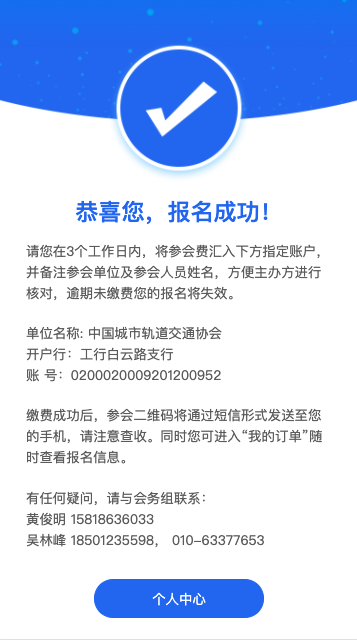 恭喜您，报名成功！
请您在3个工作日内，将参会费汇入下方指定账户，
并备注参会单位及参会人员姓名，方便主办方进行
核对，逾期未缴费您的报名将失效。
单位名称: 中国城市轨道交通协会
开户行：工行白云路支行
账 号：0200020009201200952
缴费成功后，参会二维码将通过短信形式发送至您
的手机，请注意查收。同时您可进入“我的订单”随
时查看报名信息。
有任何疑问，请与会务组联系：
黄俊明 15818636033
吴林峰 18501235598， 010-63377653
个人中心